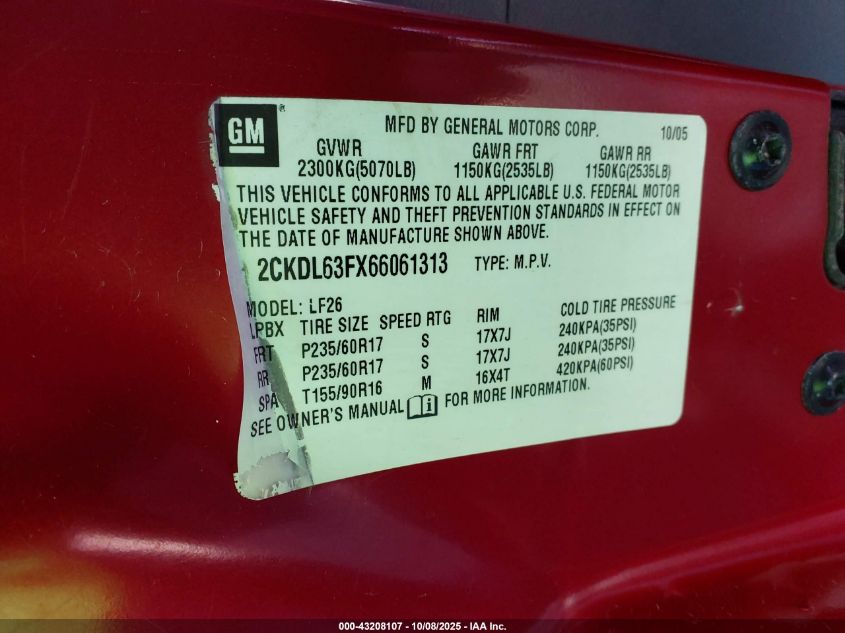 GM ®
MFD BY GENERAL MOTORS CORP. 10/05
GVWR GAWR FRT GAWR RR
2300KG(5070LB) 1150KG(2535LB) 1150KG(2535LB)
THIS VEHICLE CONFORMS TO ALL APPLICABLE U.S. FEDERAL MOTOR
VEHICLE SAFETY AND THEFT PREVENTION STANDARDS IN EFFECT ON
THE DATE OF MANUFACTURE SHOWN ABOVE.
2CKDL63FX66061313 TYPE: M.P.V.
MODEL: LF26
LPBX TIRE SIZE SPEED RTG RIM COLD TIRE PRESSURE
FRT P235/60R17 S 17X7J 240KPA(35PSI)
RR P235/60R17 S 17X7J 240KPA(35PSI)
SPA T155/90R16 M 16X4T 420KPA(60PSI)
SEE OWNER'S MANUAL FOR MORE INFORMATION.
000-43208107 - 10/08/2025 - IAA Inc.